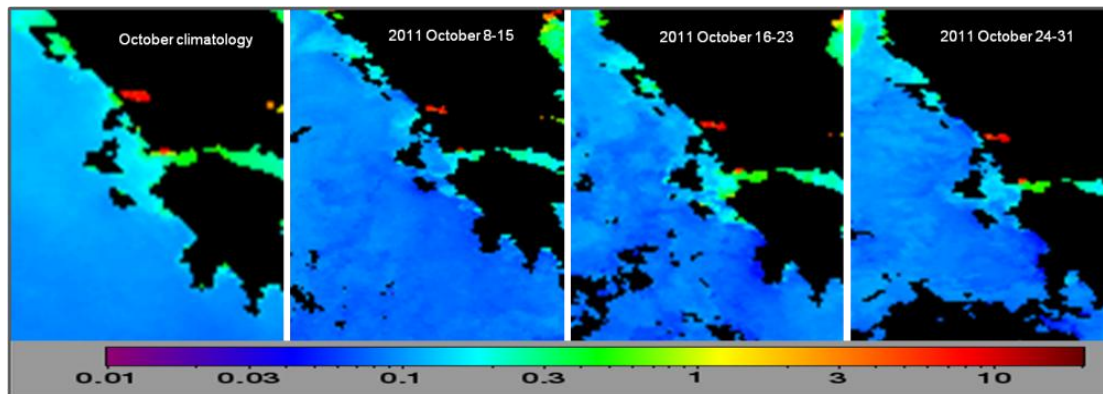 October climatology
2011 October 8-15
2011 October 16-23
2011 October 24-31
0.01 0.03 0.1 0.3 1 3 10